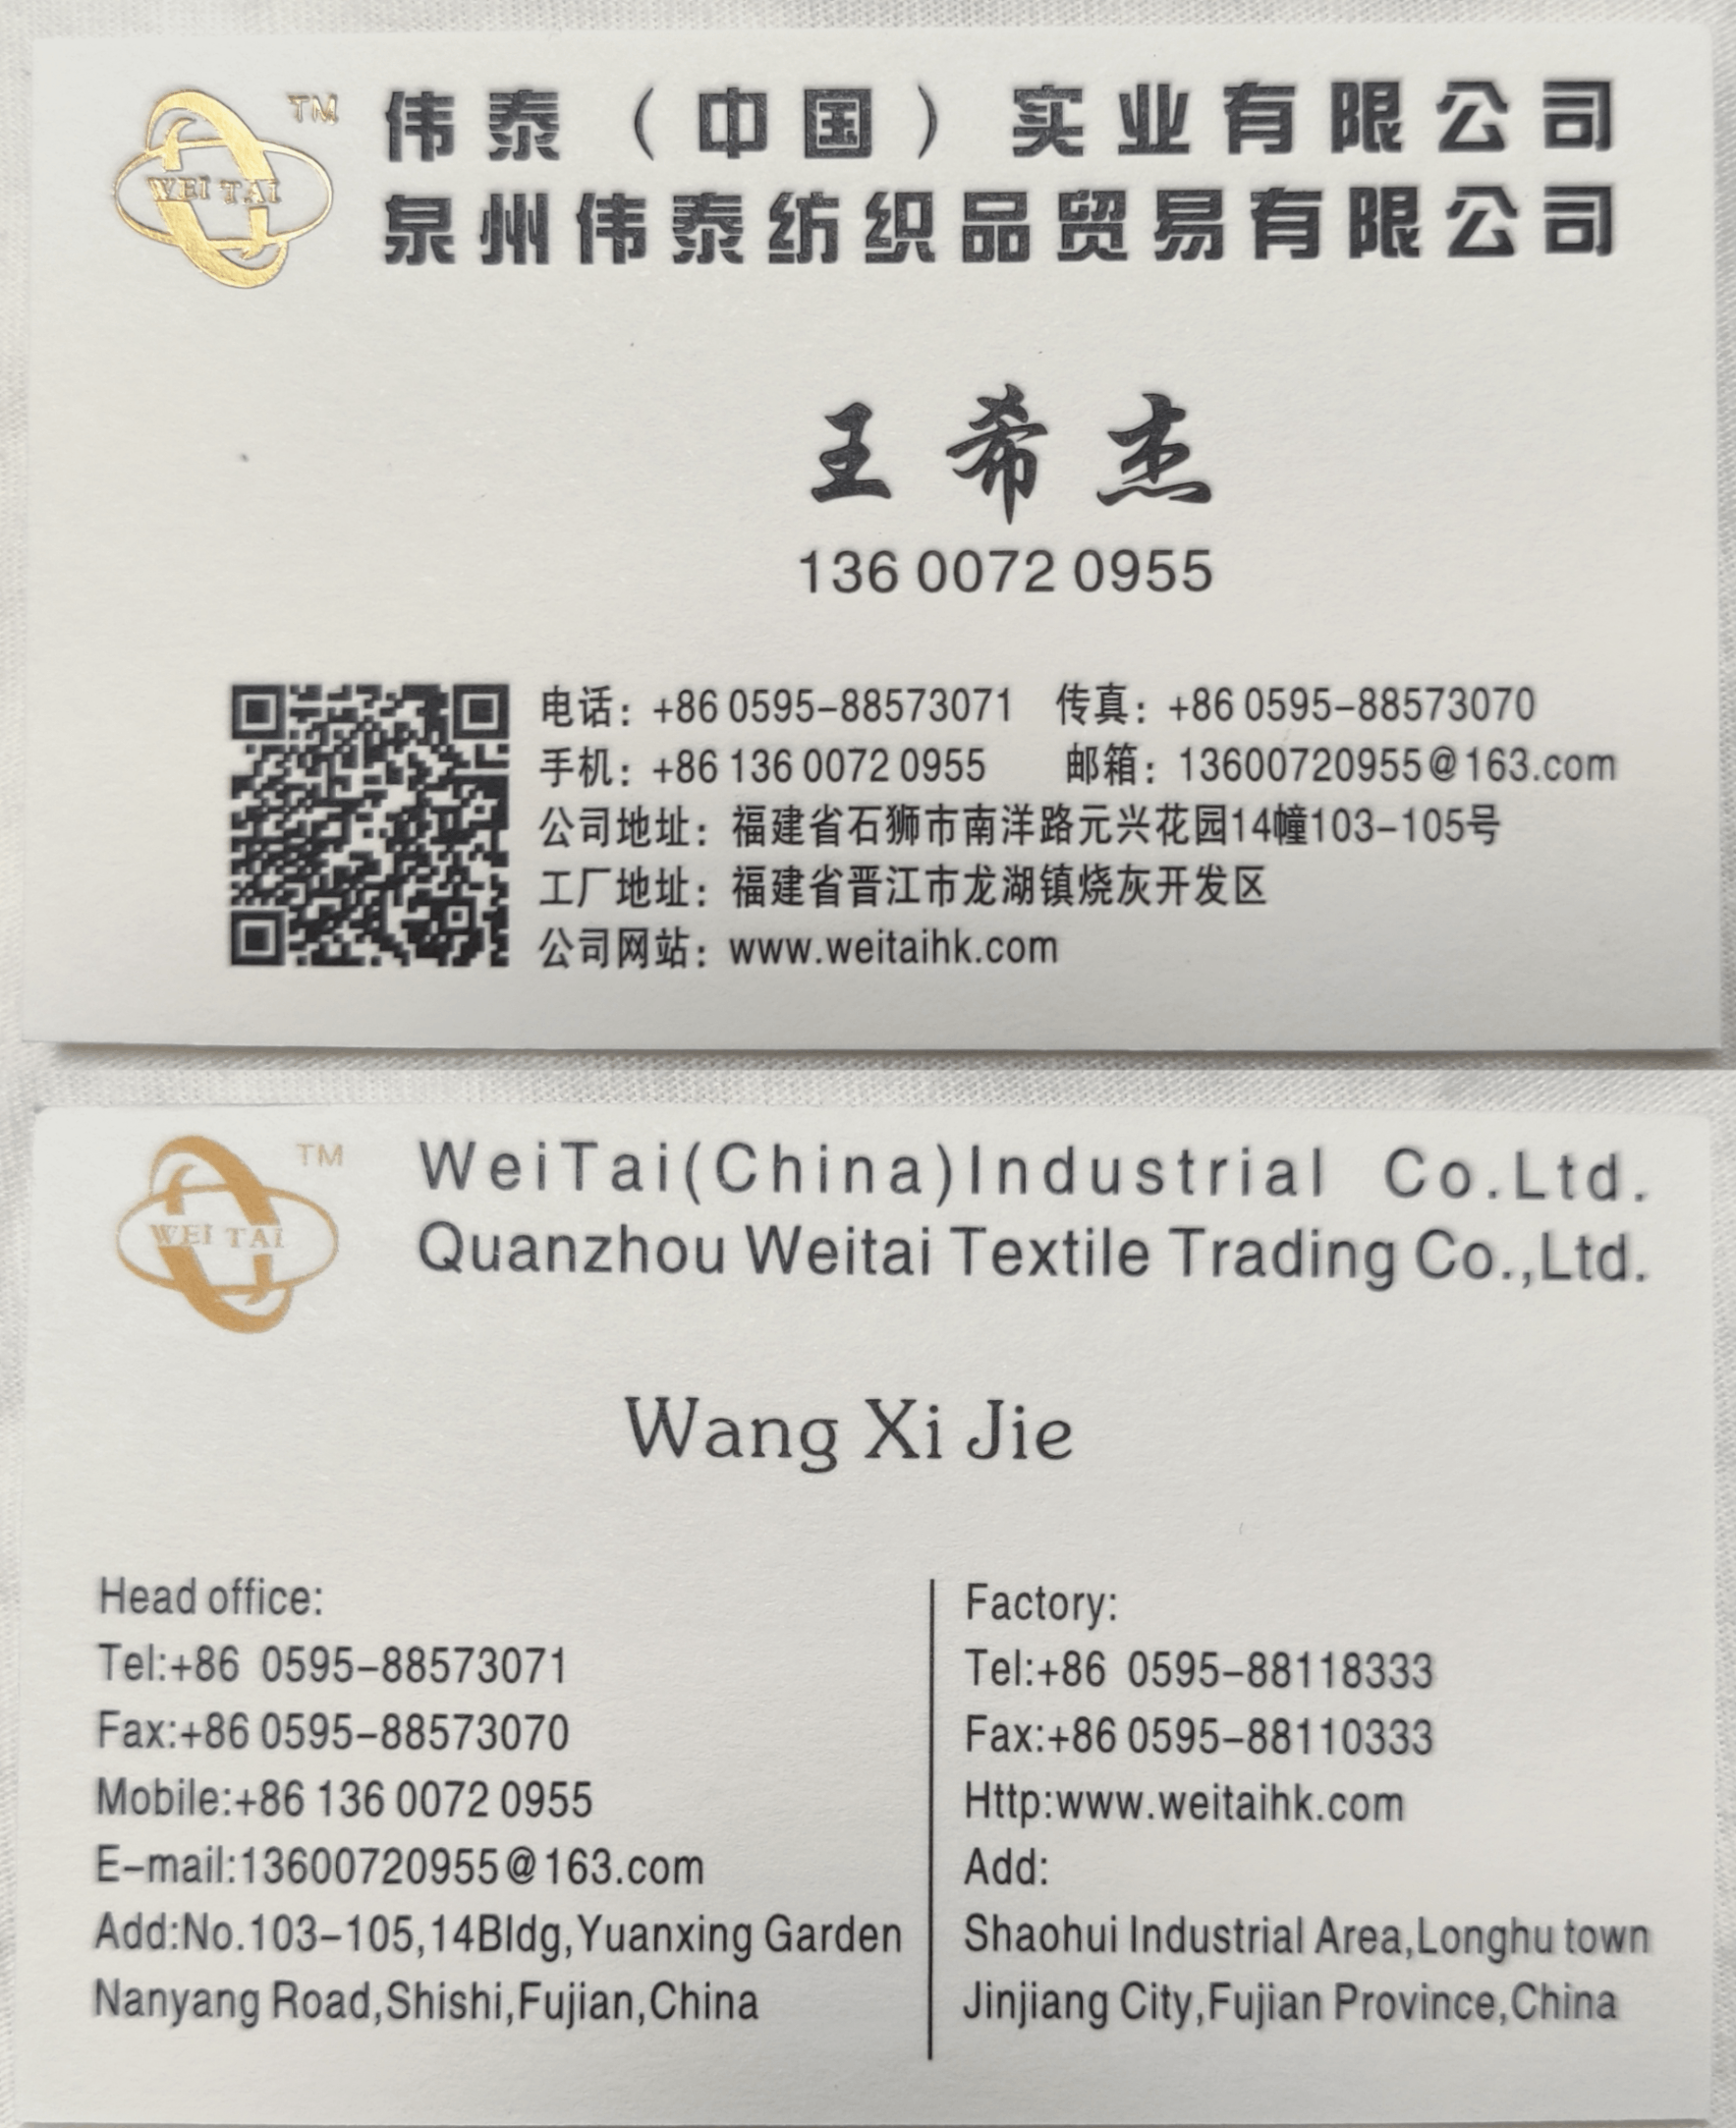 TM
WEI TAI
伟泰（中国）实业有限公司
泉州伟泰纺织品贸易有限公司
王希杰
136 0072 0955
电话：+86 0595-88573071 传真：+86 0595-88573070
手机：+86 136 0072 0955 邮箱：13600720955@163.com
公司地址：福建省石狮市南洋路元兴花园14幢103-105号
工厂地址：福建省晋江市龙湖镇烧灰开发区
公司网站：www.weitaihk.com
TM
WEI TAI
WeiTai(China)Industrial Co.Ltd.
Quanzhou Weitai Textile Trading Co.,Ltd.
Wang Xi Jie
Head office:
Tel:+86 0595-88573071
Fax:+86 0595-88573070
Mobile:+86 136 0072 0955
E-mail:13600720955@163.com
Add:No.103-105,14Bldg,Yuanxing Garden
Nanyang Road,Shishi,Fujian,China
Factory:
Tel:+86 0595-88118333
Fax:+86 0595-88110333
Http:www.weitaihk.com
Add:
Shaohui Industrial Area,Longhu town
Jinjiang City,Fujian Province,China